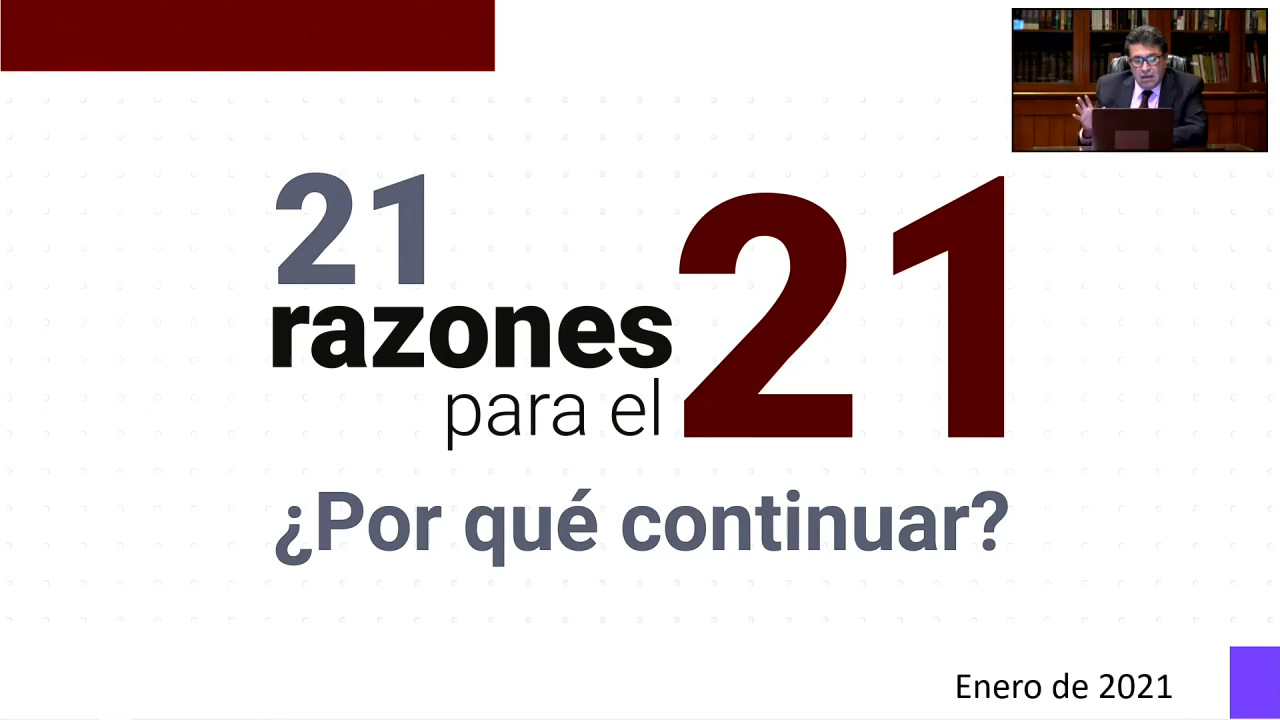 21
razones
para el
21
¿Por qué continuar?
Enero de 2021